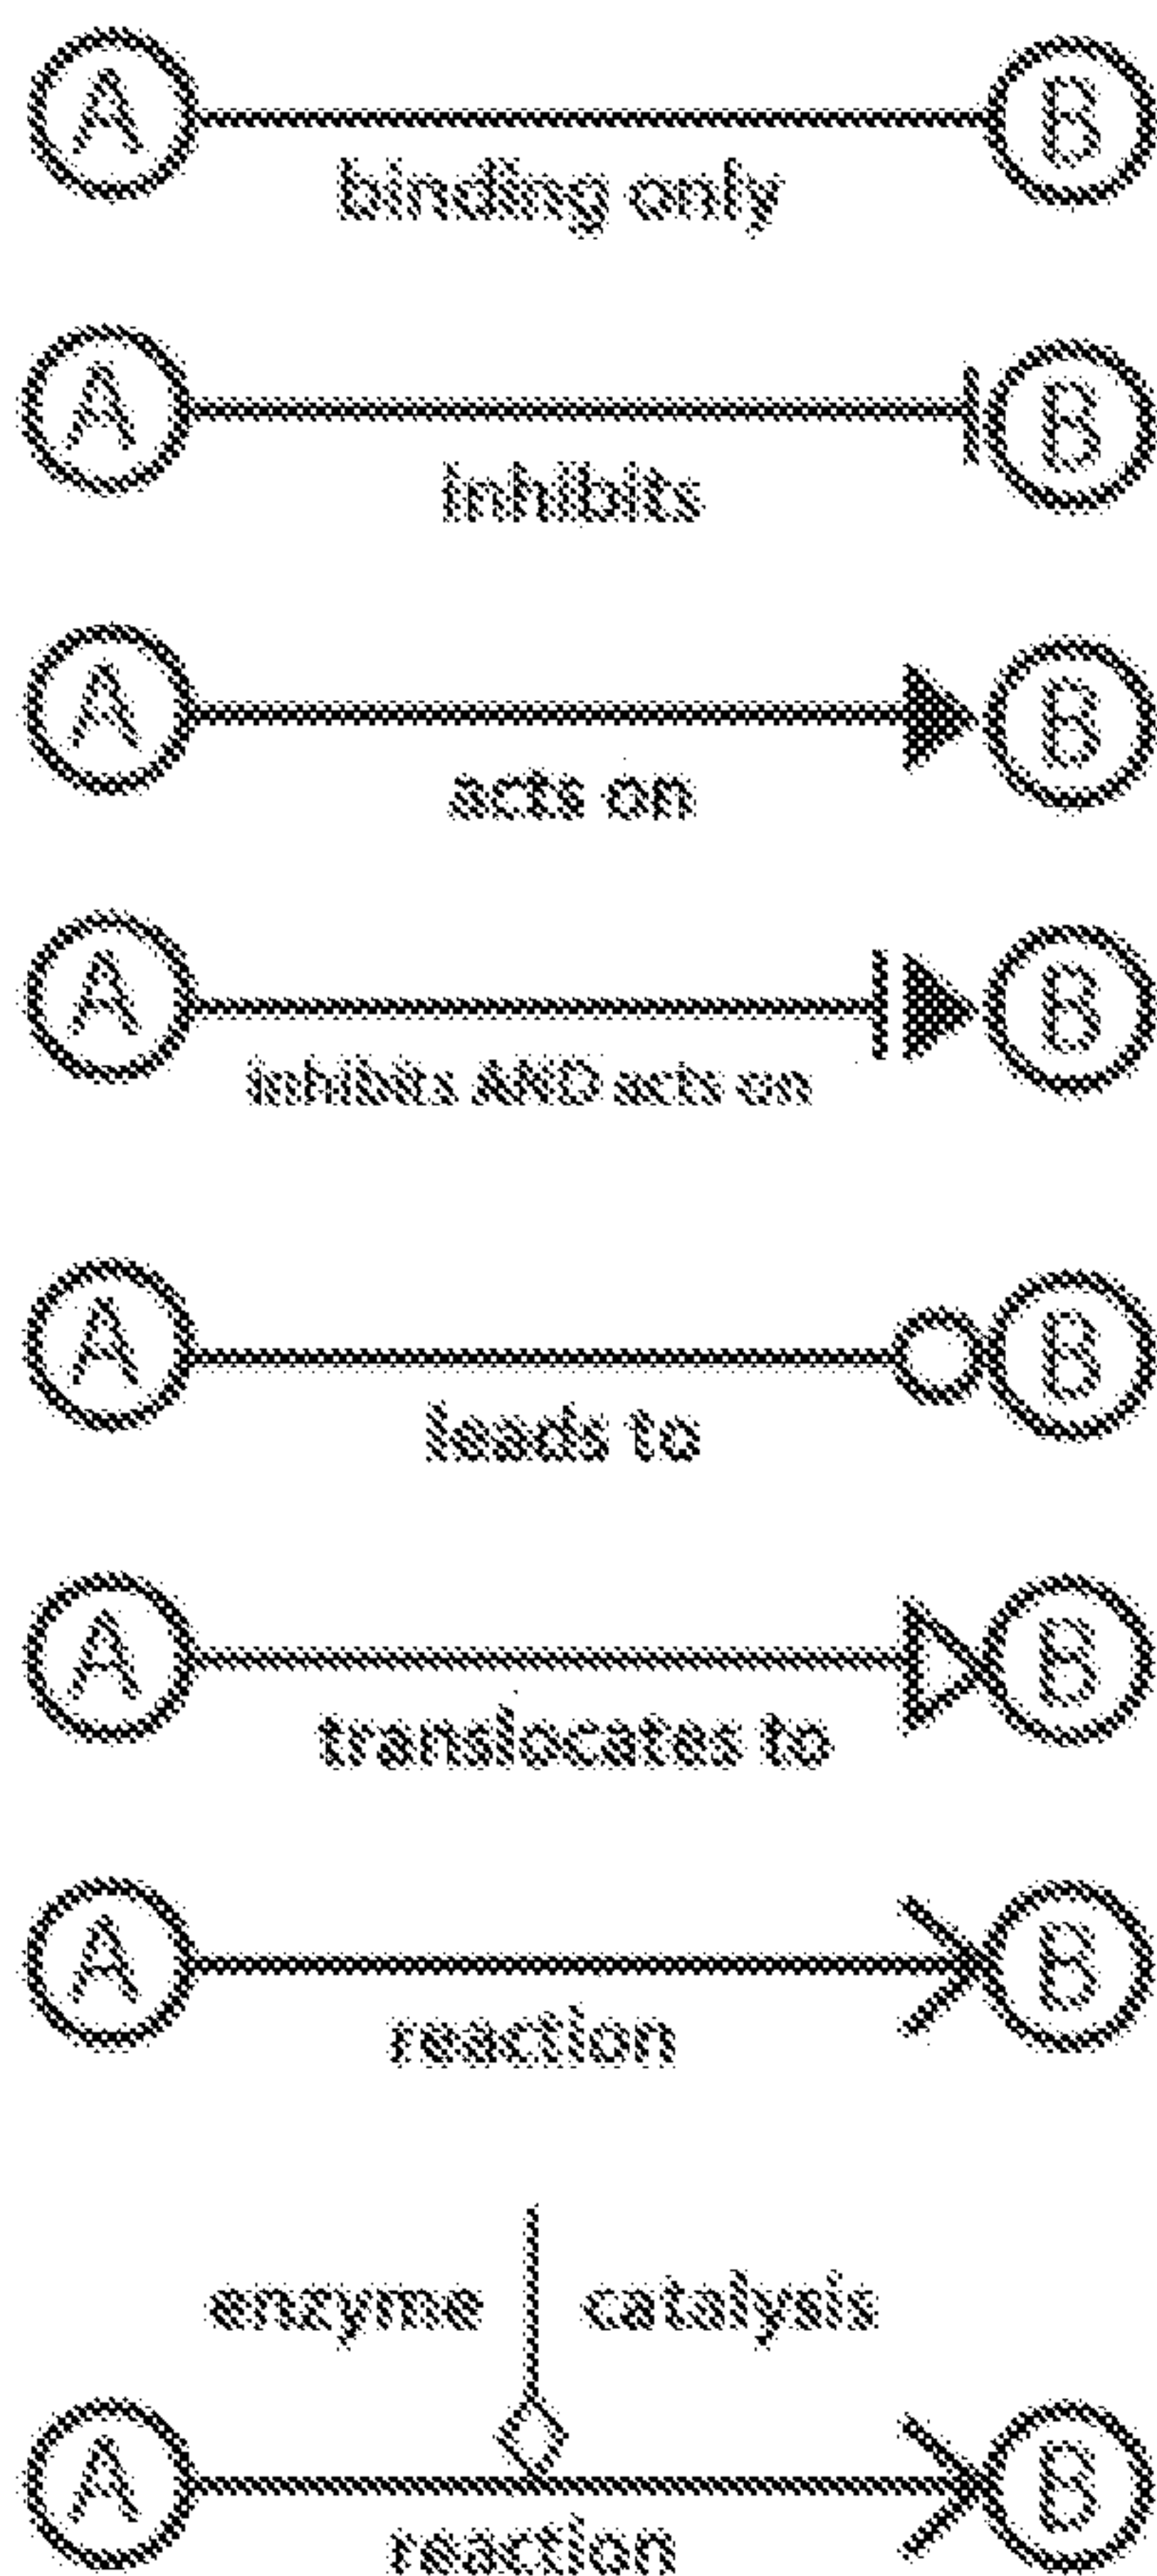 A B
binding only
A B
inhibits
A B
acts on
A B
inhibits AND acts on
A B
leads to
A B
translocates to
A B
reaction
enzyme catalysis
A B
reaction